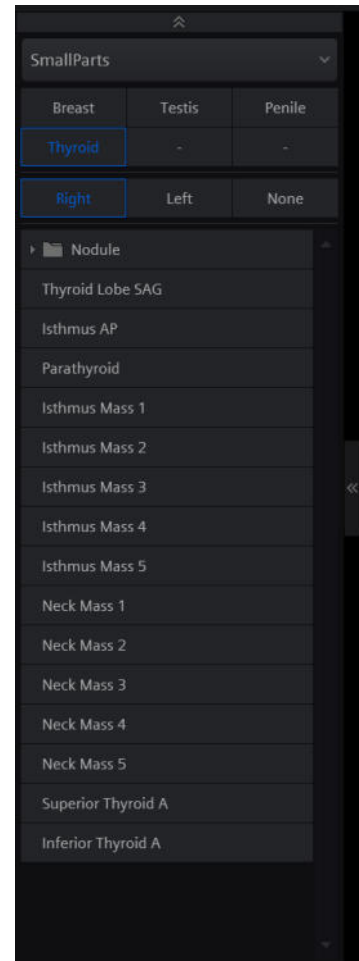 SmallParts
Breast Testis Penile
Thyroid - -
Right Left None
Nodule
Thyroid Lobe SAG
Isthmus AP
Parathyroid
Isthmus Mass 1
Isthmus Mass 2
Isthmus Mass 3
Isthmus Mass 4
Isthmus Mass 5
Neck Mass 1
Neck Mass 2
Neck Mass 3
Neck Mass 4
Neck Mass 5
Superior Thyroid A
Inferior Thyroid A